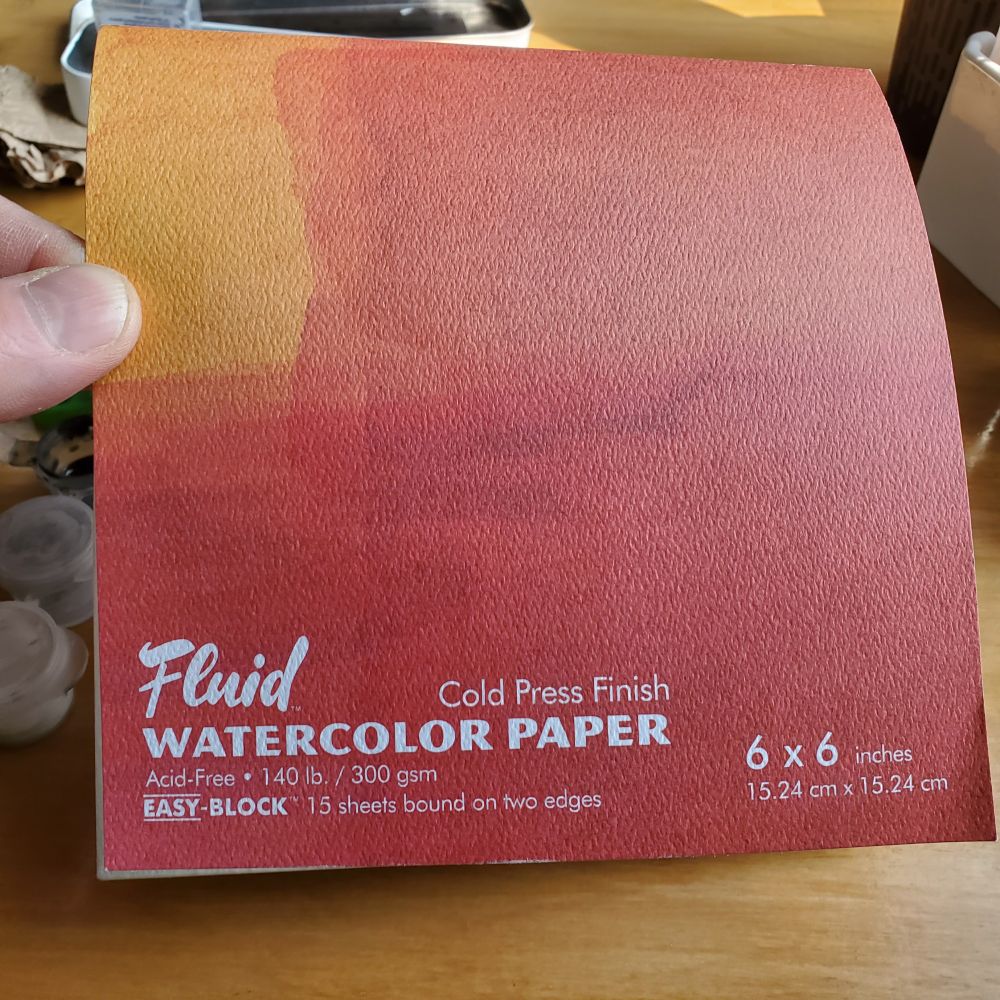 Fluid™
Cold Press Finish
WATERCOLOR PAPER
Acid-Free • 140 lb. / 300 gsm
EASY-BLOCK™ 15 sheets bound on two edges
6 x 6 inches
15.24 cm x 15.24 cm